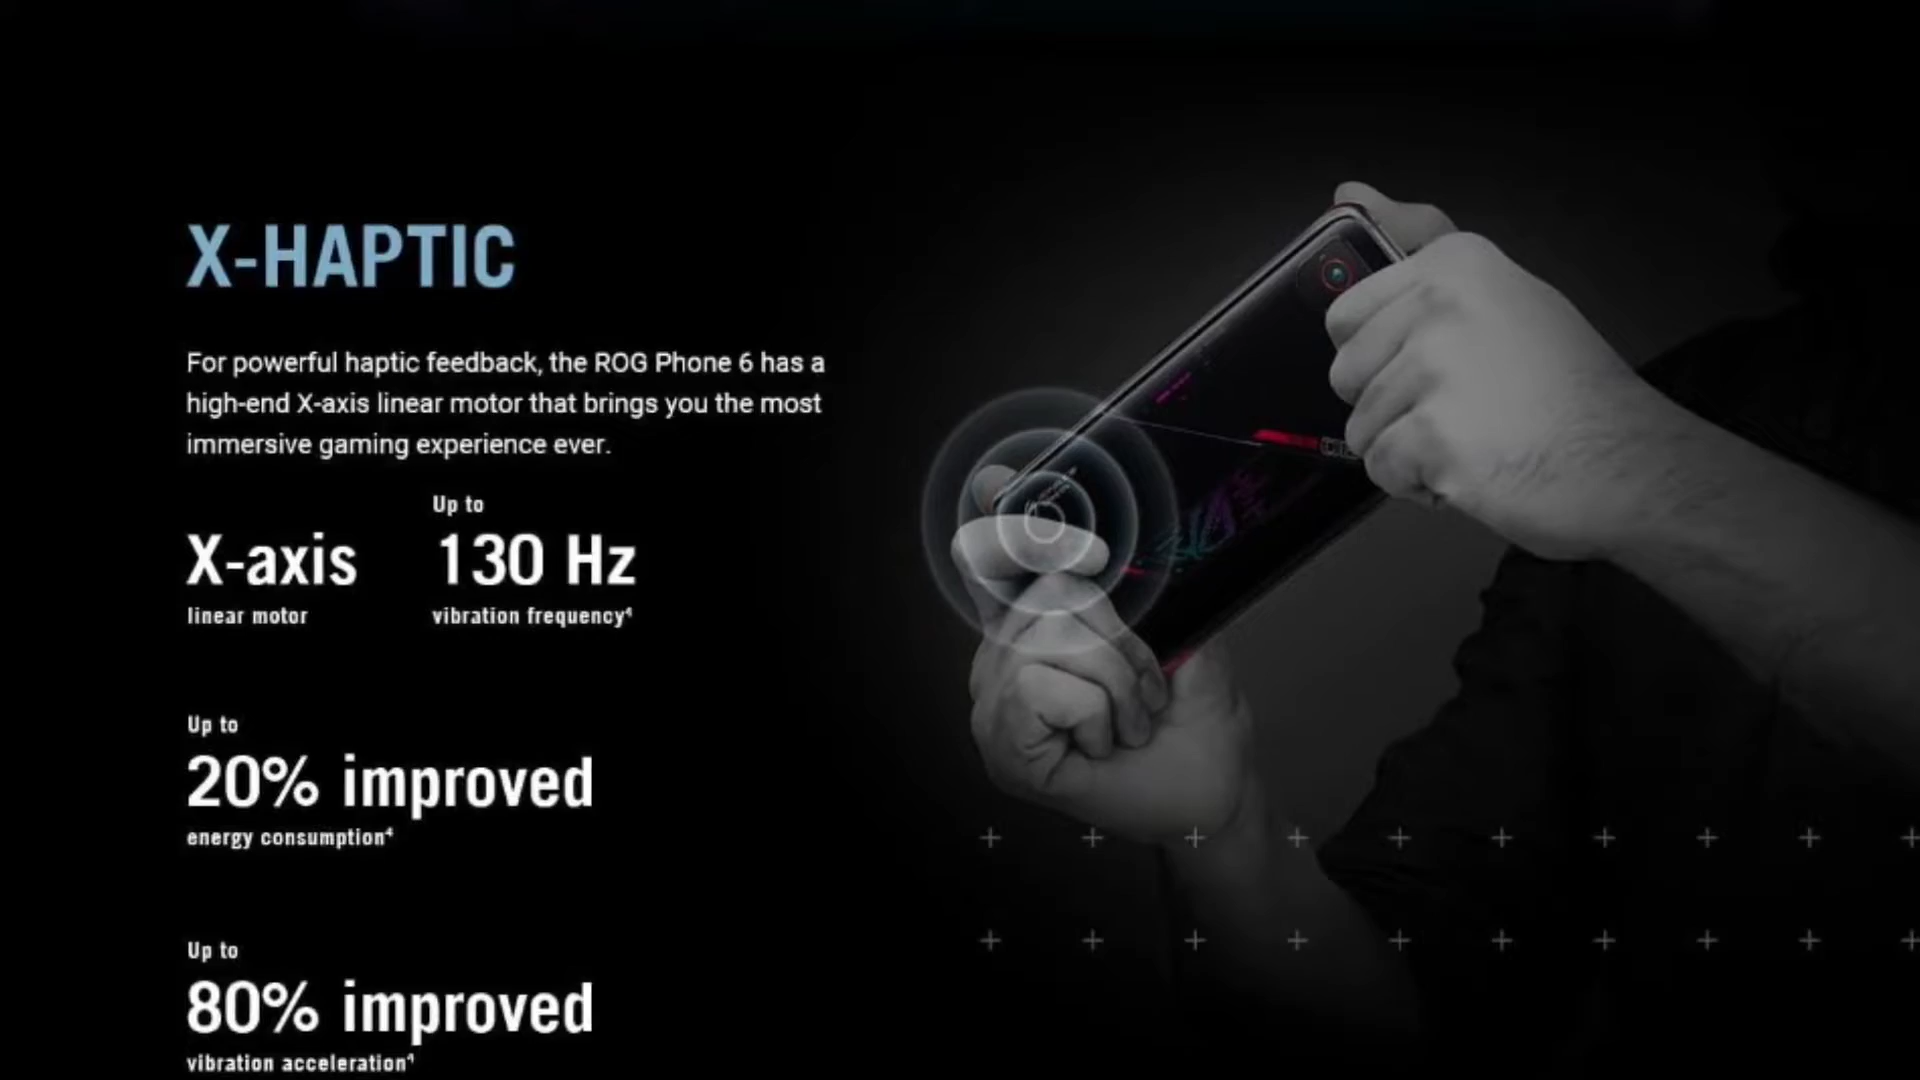 X-HAPTIC
For powerful haptic feedback, the ROG Phone 6 has a
high-end X-axis linear motor that brings you the most
immersive gaming experience ever.
X-axis
linear motor
Up to
130 Hz
vibration frequency⁴
Up to
20% improved
energy consumption⁴
Up to
80% improved
vibration acceleration⁴